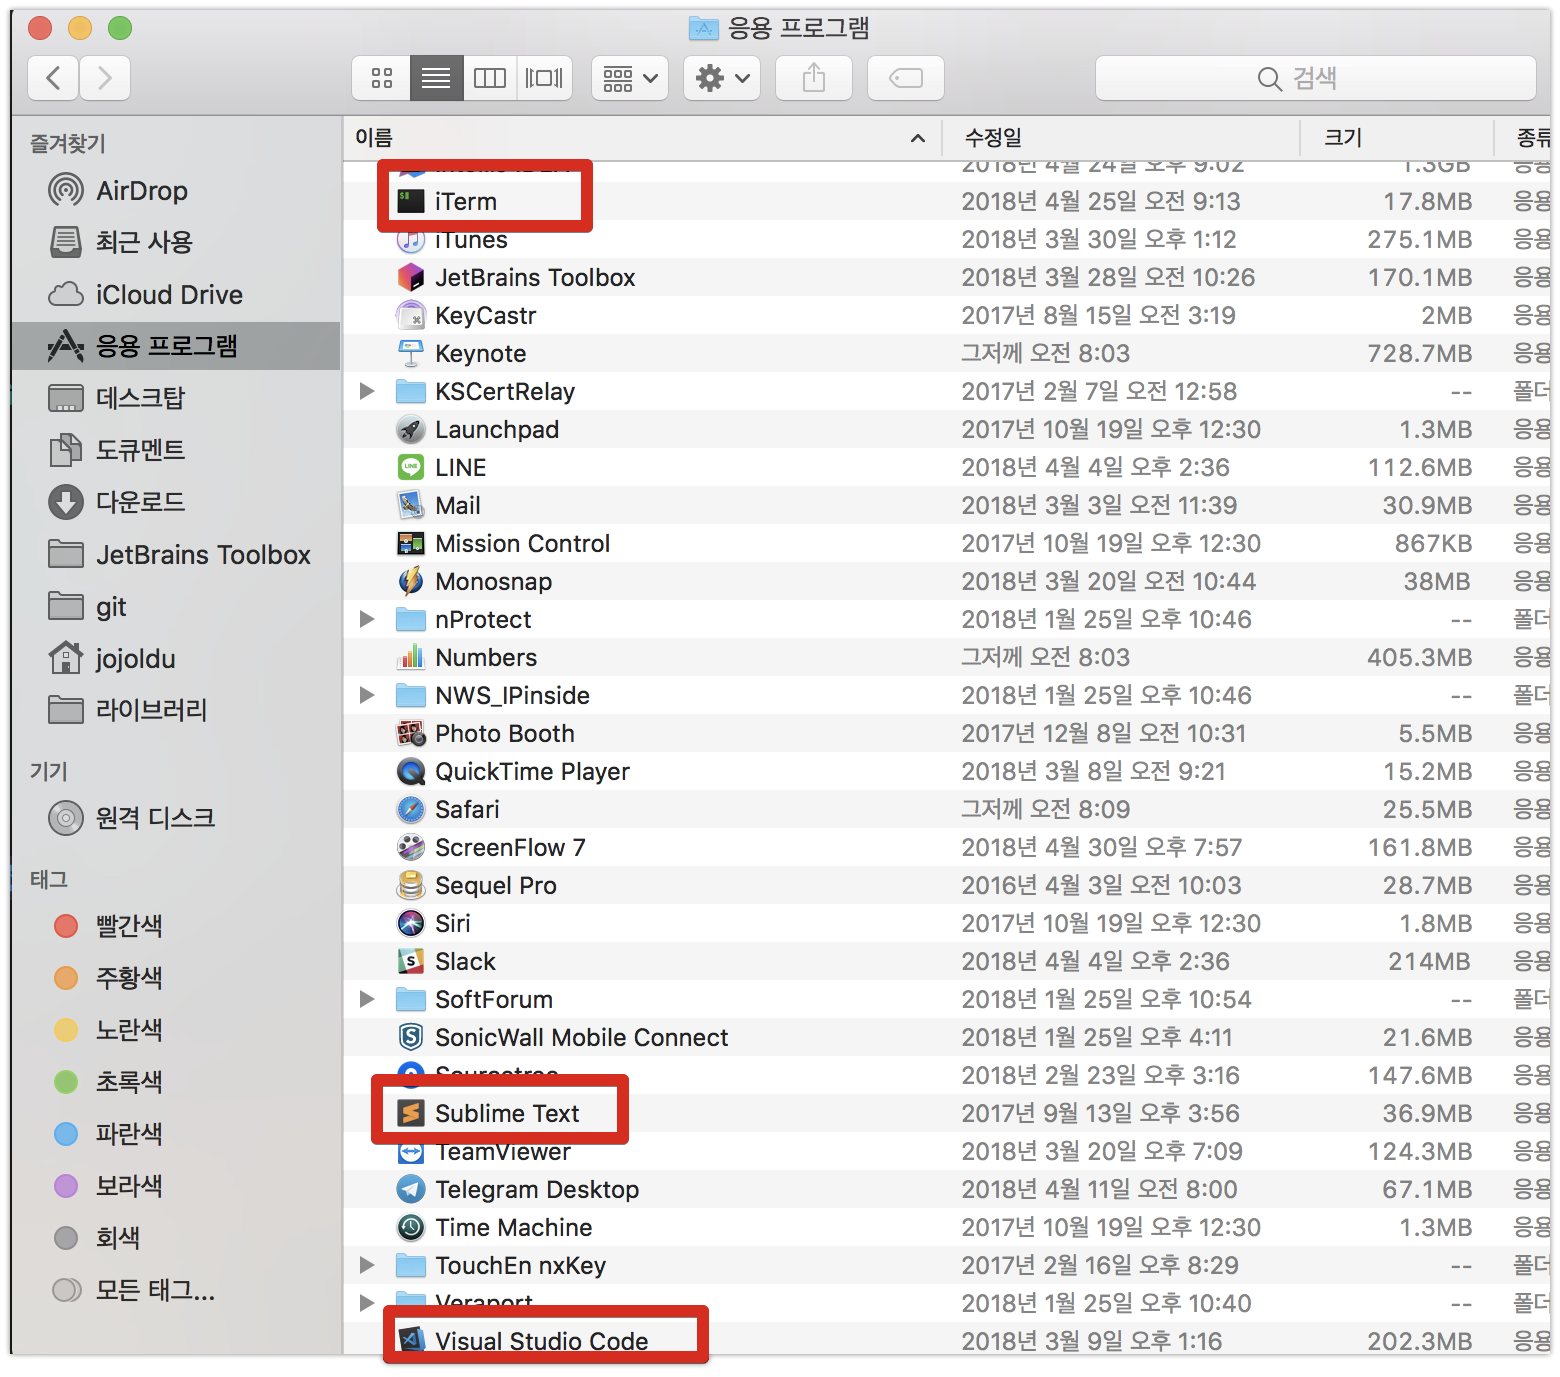 응용 프로그램
검색
즐겨찾기
AirDrop
최근 사용
iCloud Drive
응용 프로그램
데스크탑
도큐멘트
다운로드
JetBrains Toolbox
git
jojoldu
라이브러리
기기
원격 디스크
태그
빨간색
주황색
노란색
초록색
파란색
보라색
회색
모든 태그...
이름 수정일 크기 종류
2018년 4월 24일 오후 9:02 1.3GB 응용
iTerm 2018년 4월 25일 오전 9:13 17.8MB 응용
iTunes 2018년 3월 30일 오후 1:12 275.1MB 응용
JetBrains Toolbox 2018년 3월 28일 오전 10:26 170.1MB 응용
KeyCastr 2017년 8월 15일 오전 3:19 2MB 응용
Keynote 그저께 오전 8:03 728.7MB 응용
KSCertRelay 2017년 2월 7일 오전 12:58 -- 폴더
Launchpad 2017년 10월 19일 오후 12:30 1.3MB 응용
LINE 2018년 4월 4일 오후 2:36 112.6MB 응용
Mail 2018년 3월 3일 오전 11:39 30.9MB 응용
Mission Control 2017년 10월 19일 오후 12:30 867KB 응용
Monosnap 2018년 3월 20일 오전 10:44 38MB 응용
nProtect 2018년 1월 25일 오후 10:46 -- 폴더
Numbers 그저께 오전 8:03 405.3MB 응용
NWS_IPinside 2018년 1월 25일 오후 10:46 -- 폴더
Photo Booth 2017년 12월 8일 오전 10:31 5.5MB 응용
QuickTime Player 2018년 3월 8일 오전 9:21 15.2MB 응용
Safari 그저께 오전 8:09 25.5MB 응용
ScreenFlow 7 2018년 4월 30일 오후 7:57 161.8MB 응용
Sequel Pro 2016년 4월 3일 오전 10:03 28.7MB 응용
Siri 2017년 10월 19일 오후 12:30 1.8MB 응용
Slack 2018년 4월 4일 오후 2:36 214MB 응용
SoftForum 2018년 1월 25일 오후 10:54 -- 폴더
SonicWall Mobile Connect 2018년 1월 25일 오후 4:11 21.6MB 응용
Sourcetree 2018년 2월 23일 오후 3:16 147.6MB 응용
Sublime Text 2017년 9월 13일 오후 3:56 36.9MB 응용
TeamViewer 2018년 3월 20일 오후 7:09 124.3MB 응용
Telegram Desktop 2018년 4월 11일 오전 8:00 67.1MB 응용
Time Machine 2017년 10월 19일 오후 12:30 1.3MB 응용
TouchEn nxKey 2017년 2월 16일 오후 8:29 -- 폴더
Veraport 2018년 1월 25일 오후 10:40 -- 폴더
Visual Studio Code 2018년 3월 9일 오후 1:16 202.3MB 응용